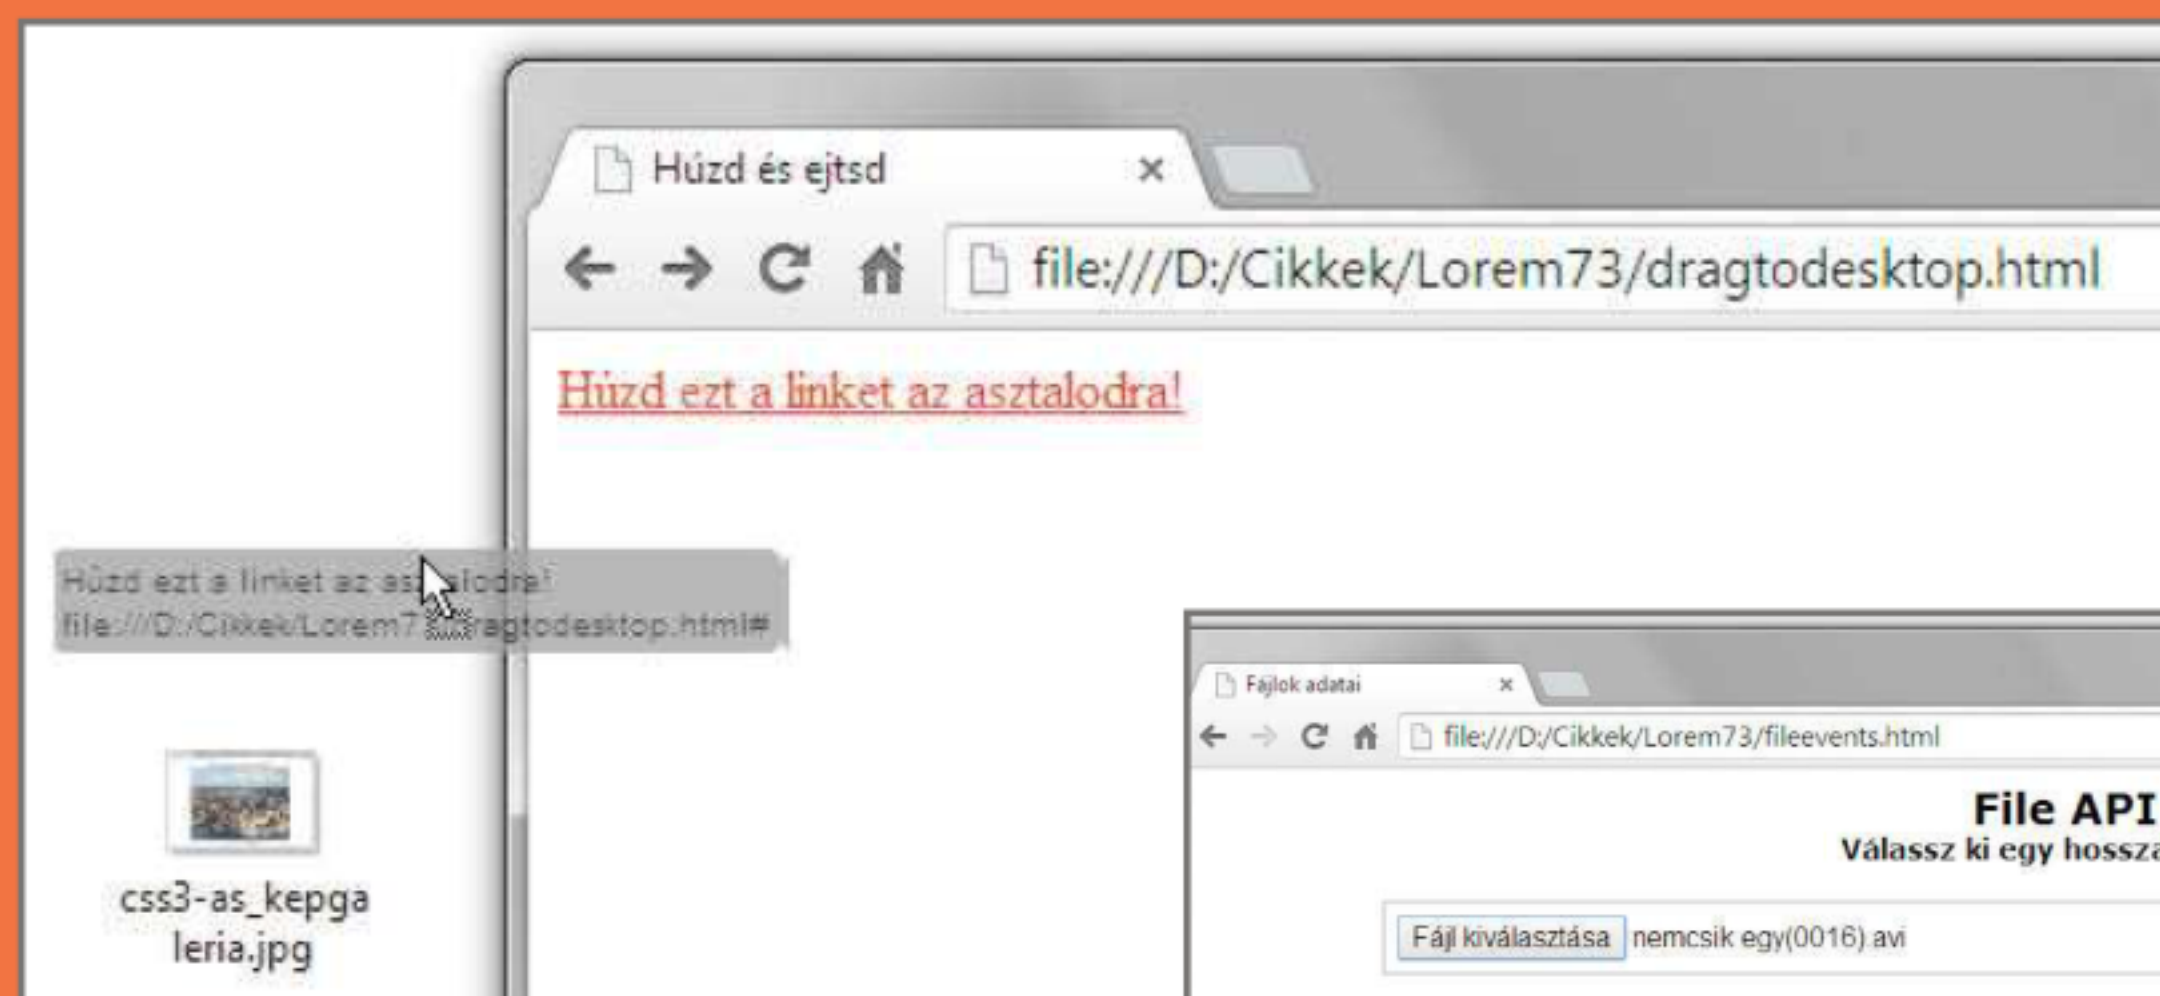 Húzd és ejtsd
file:///D:/Cikkek/Lorem73/dragtodesktop.html
Húzd ezt a linket az asztalodra!
Húzd ezt a linket az asztalodra!
file:///D:/Cikkek/Lorem73/dragtodesktop.html#
css3-as_kepga
leria.jpg
Fájlok adatai
file:///D:/Cikkek/Lorem73/fileevents.html
File API
Válassz ki egy hossza
Fájl kiválasztása nemcsik egy(0016).avi